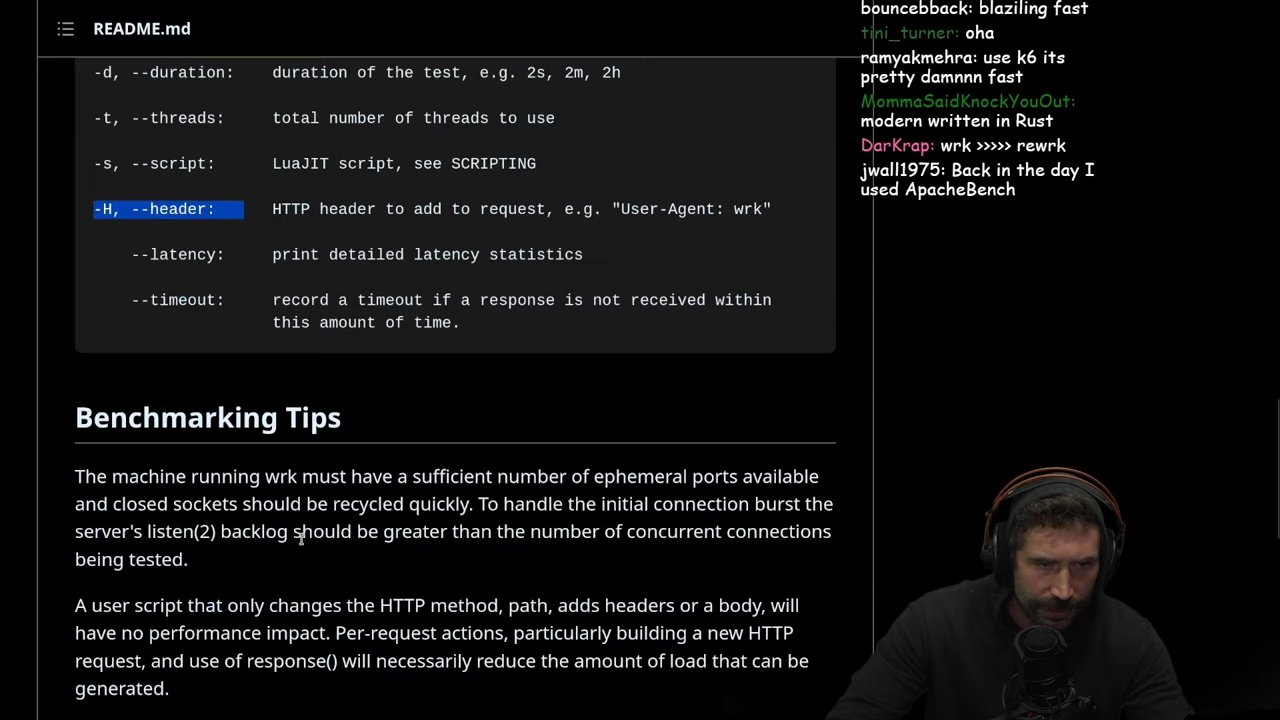 README.md
-d, --duration: duration of the test, e.g. 2s, 2m, 2h
-t, --threads: total number of threads to use
-s, --script: LuaJIT script, see SCRIPTING
-H, --header: HTTP header to add to request, e.g. "User-Agent: wrk"
--latency: print detailed latency statistics
--timeout: record a timeout if a response is not received within
this amount of time.
Benchmarking Tips
The machine running wrk must have a sufficient number of ephemeral ports available
and closed sockets should be recycled quickly. To handle the initial connection burst the
server's listen(2) backlog should be greater than the number of concurrent connections
being tested.
A user script that only changes the HTTP method, path, adds headers or a body, will
have no performance impact. Per-request actions, particularly building a new HTTP
request, and use of response() will necessarily reduce the amount of load that can be
generated.
bouncebback: blaziling fast
tini_turner: oha
ramyakmehra: use k6 its
pretty damnnn fast
MommaSaidKnockYouOut:
modern written in Rust
DarKrap: wrk >>>>> rewrk
jwall1975: Back in the day I
used ApacheBench